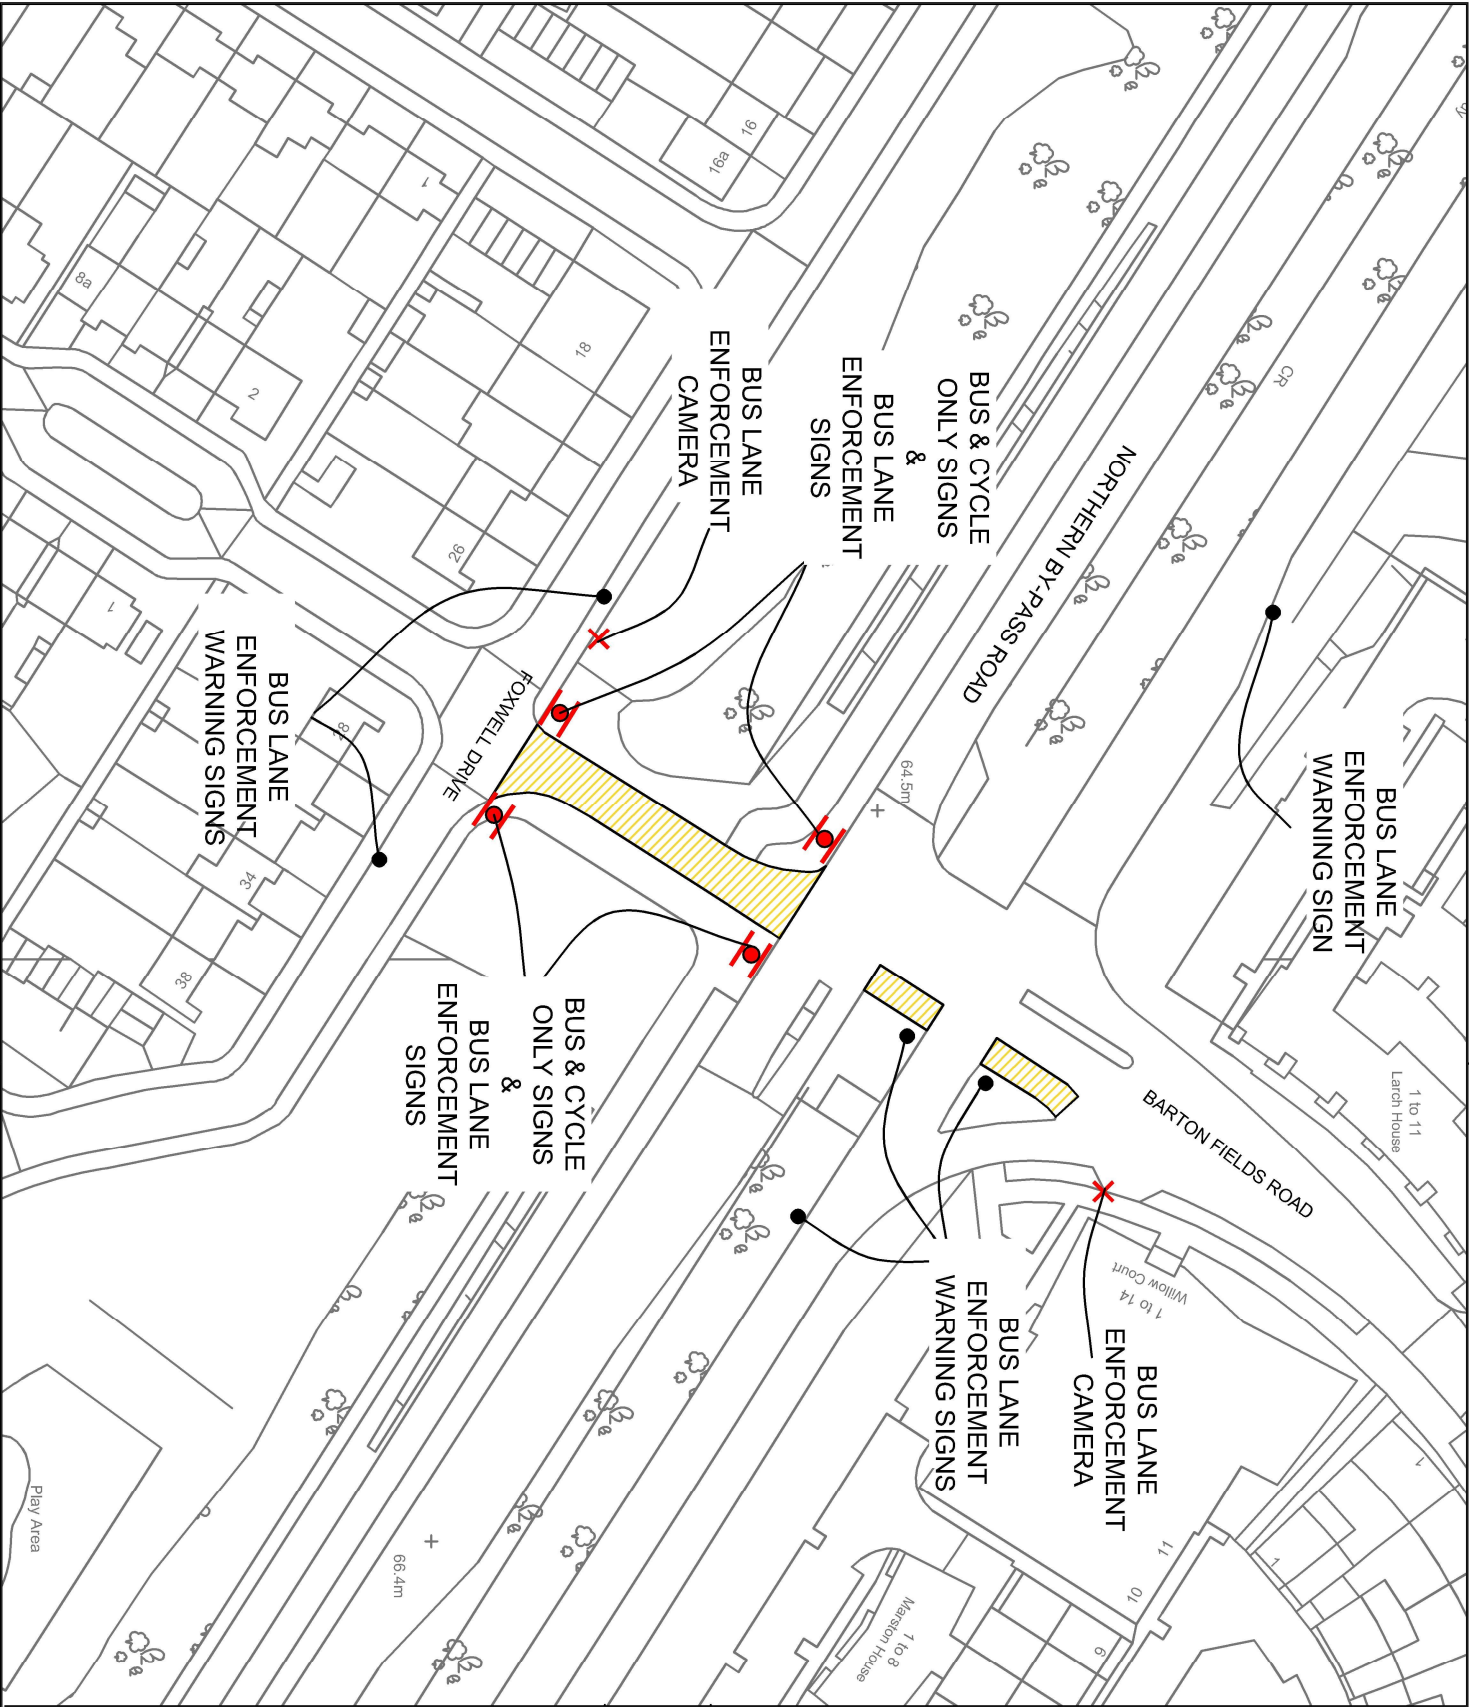 BUS LANE
ENFORCEMENT
WARNING SIGN
NORTHERN BY-PASS ROAD
CR
BUS & CYCLE
ONLY SIGNS
&
BUS LANE
ENFORCEMENT
SIGNS
BUS LANE
ENFORCEMENT
CAMERA
BUS LANE
ENFORCEMENT
WARNING SIGNS
FOXWELL DRIVE
BUS & CYCLE
ONLY SIGNS
&
BUS LANE
ENFORCEMENT
SIGNS
BARTON FIELDS ROAD
BUS LANE
ENFORCEMENT
CAMERA
BUS LANE
ENFORCEMENT
WARNING SIGNS
1 to 11
Larch House
1 to 14
Willow Court
1 to 8
Marston House
64.5m
66.4m
Play Area
16
16a
18
26
28
34
38
2
8a
1
1
1
1
11
10
9